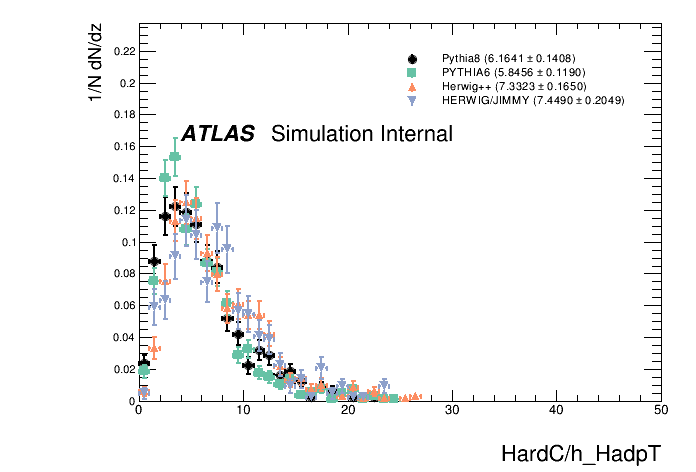 1/N dN/dz
0.22
0.2
0.18
0.16
0.14
0.12
0.1
0.08
0.06
0.04
0.02
0
Pythia8 (6.1641 ± 0.1408)
PYTHIA6 (5.8456 ± 0.1190)
Herwig++ (7.3323 ± 0.1650)
HERWIG/JIMMY (7.4490 ± 0.2049)
ATLAS Simulation Internal
0 10 20 30 40 50
HardC/h_HadpT